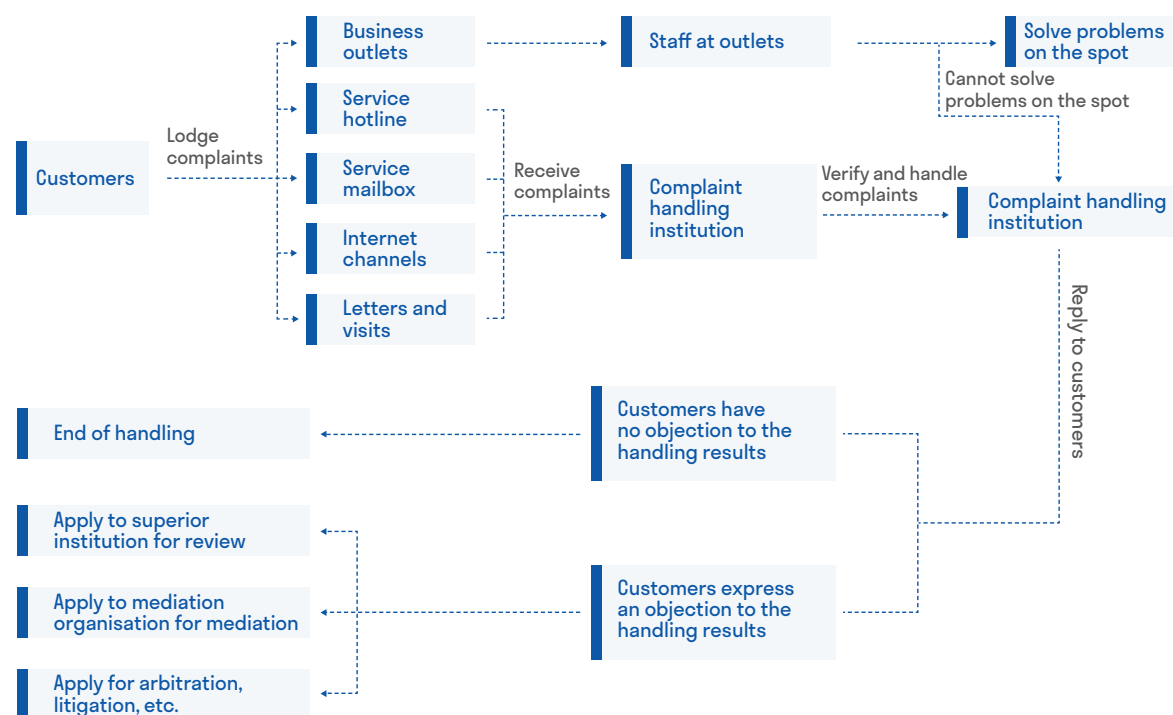 Business
outlets
Staff at outlets
Solve problems
on the spot
Cannot solve
problems on the spot
Service
hotline
Lodge
complaints
Customers
Service
mailbox
Receive
complaints
Complaint
handling
institution
Verify and handle
complaints
Complaint handling
institution
Internet
channels
Letters and
visits
Reply to customers
Customers have
no objection to the
handling results
End of handling
Apply to superior
institution for review
Customers express
an objection to the
handling results
Apply to mediation
organisation for mediation
Apply for arbitration,
litigation, etc.